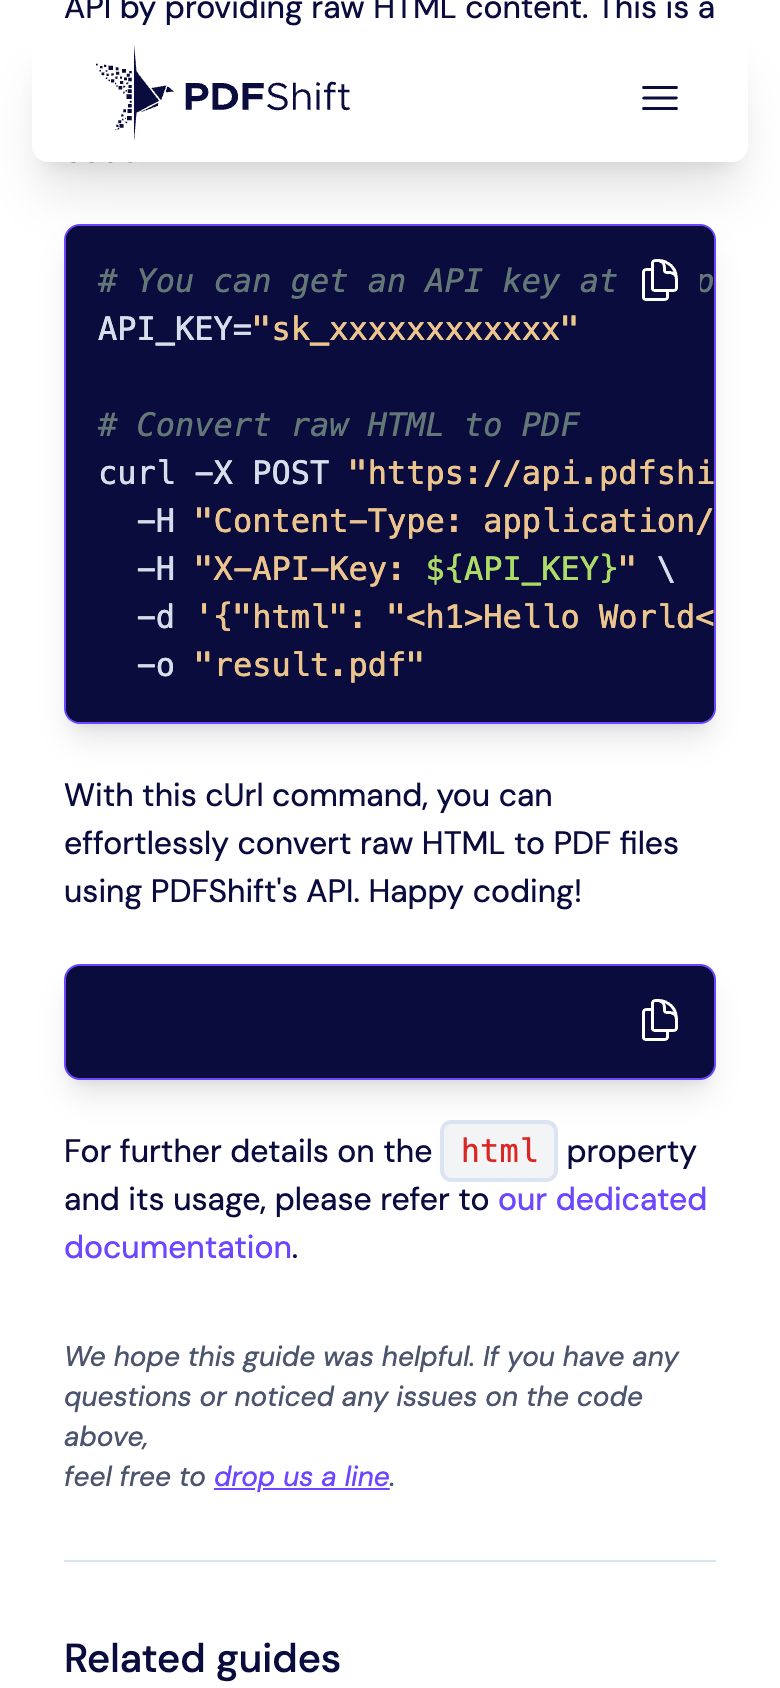 API by providing raw HTML content. This is a
PDFShift
# You can get an API key at
API_KEY="sk_xxxxxxxxxxxx"
# Convert raw HTML to PDF
curl -X POST "https://api.pdfshi
-H "Content-Type: application/
-H "X-API-Key: ${API_KEY}" \
-d '{"html": "<h1>Hello World<
-o "result.pdf"
With this cUrl command, you can
effortlessly convert raw HTML to PDF files
using PDFShift's API. Happy coding!
For further details on the html property
and its usage, please refer to our dedicated
documentation.
We hope this guide was helpful. If you have any
questions or noticed any issues on the code
above,
feel free to drop us a line.
Related guides